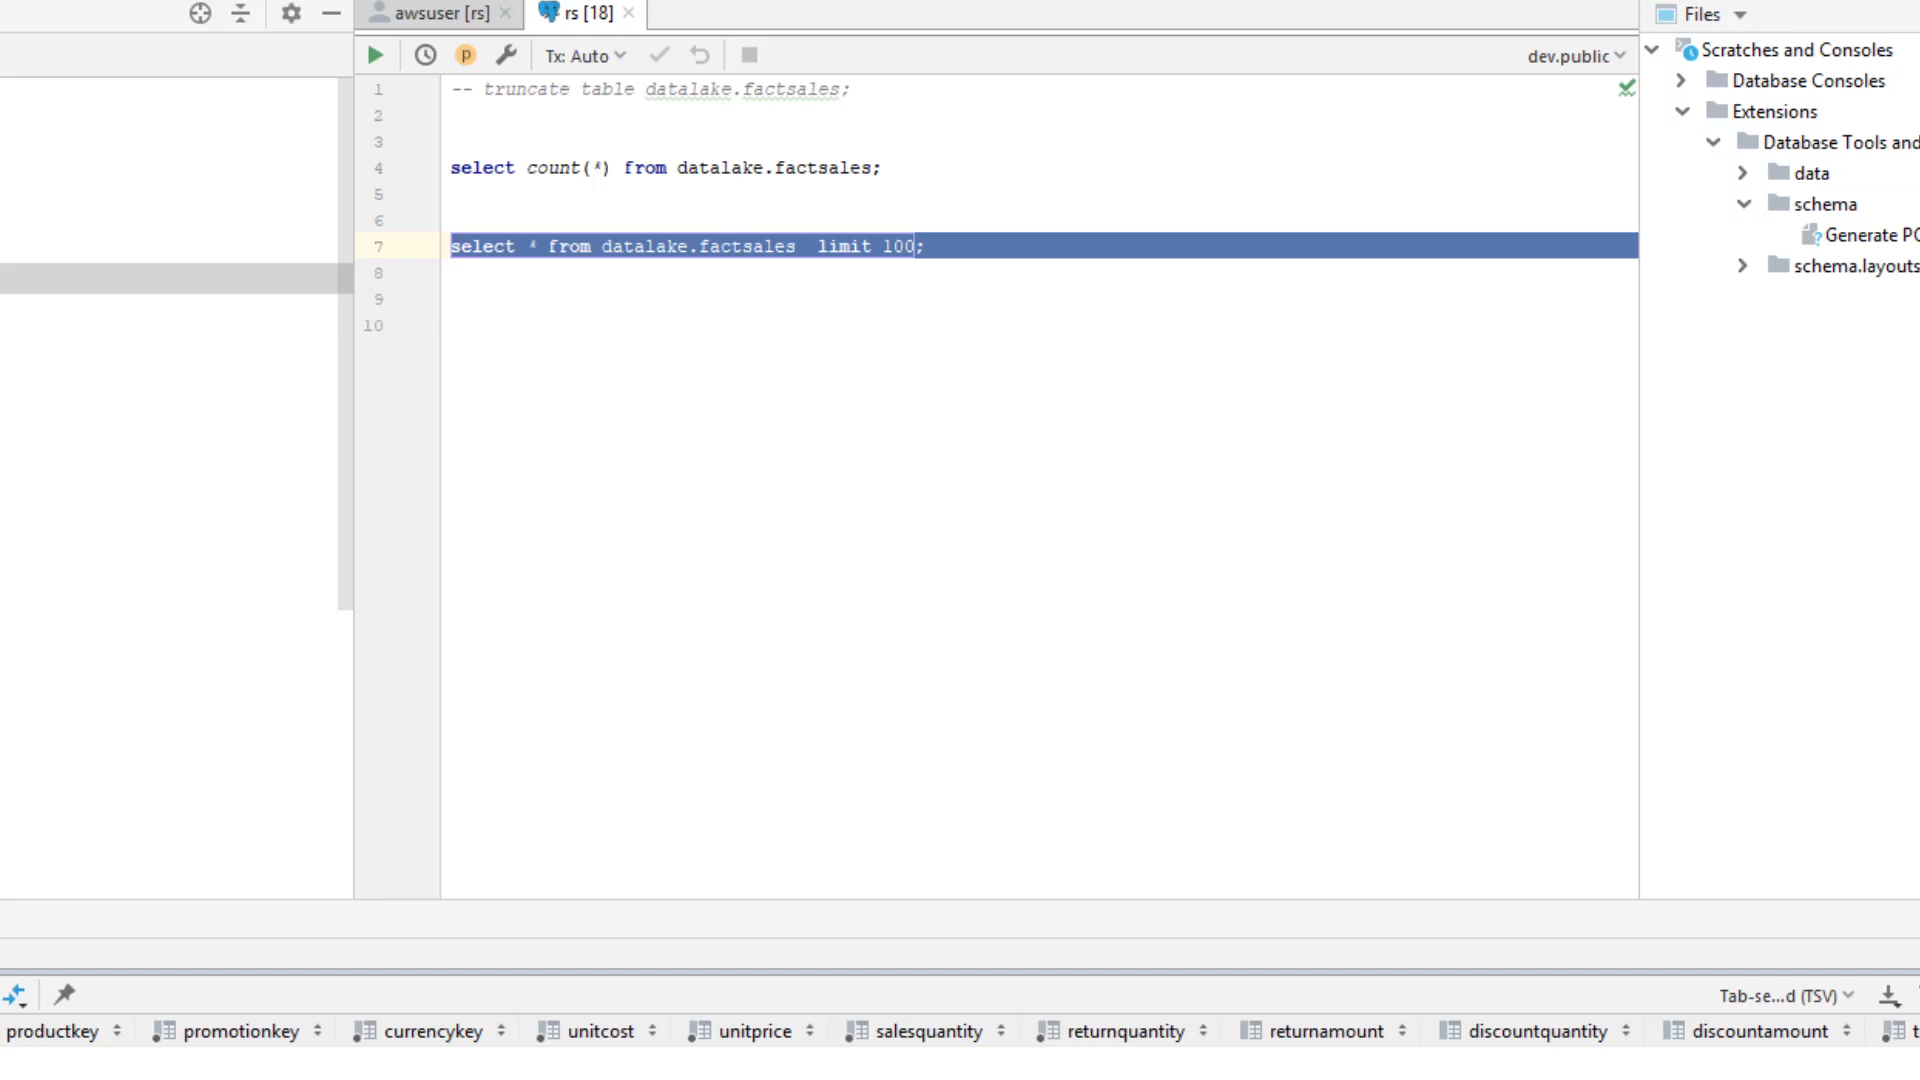 awsuser [rs]
rs [18]
Files
p
Tx: Auto
dev.public
Scratches and Consoles
Database Consoles
Extensions
Database Tools and
data
schema
Generate PO
schema.layouts
1 -- truncate table datalake.factsales;
2
3
4 select count(*) from datalake.factsales;
5
6
7 select * from datalake.factsales  limit 100;
8
9
10
Tab-se...d (TSV)
productkey promotionkey currencykey unitcost unitprice salesquantity returnquantity returnamount discountquantity discountamount t